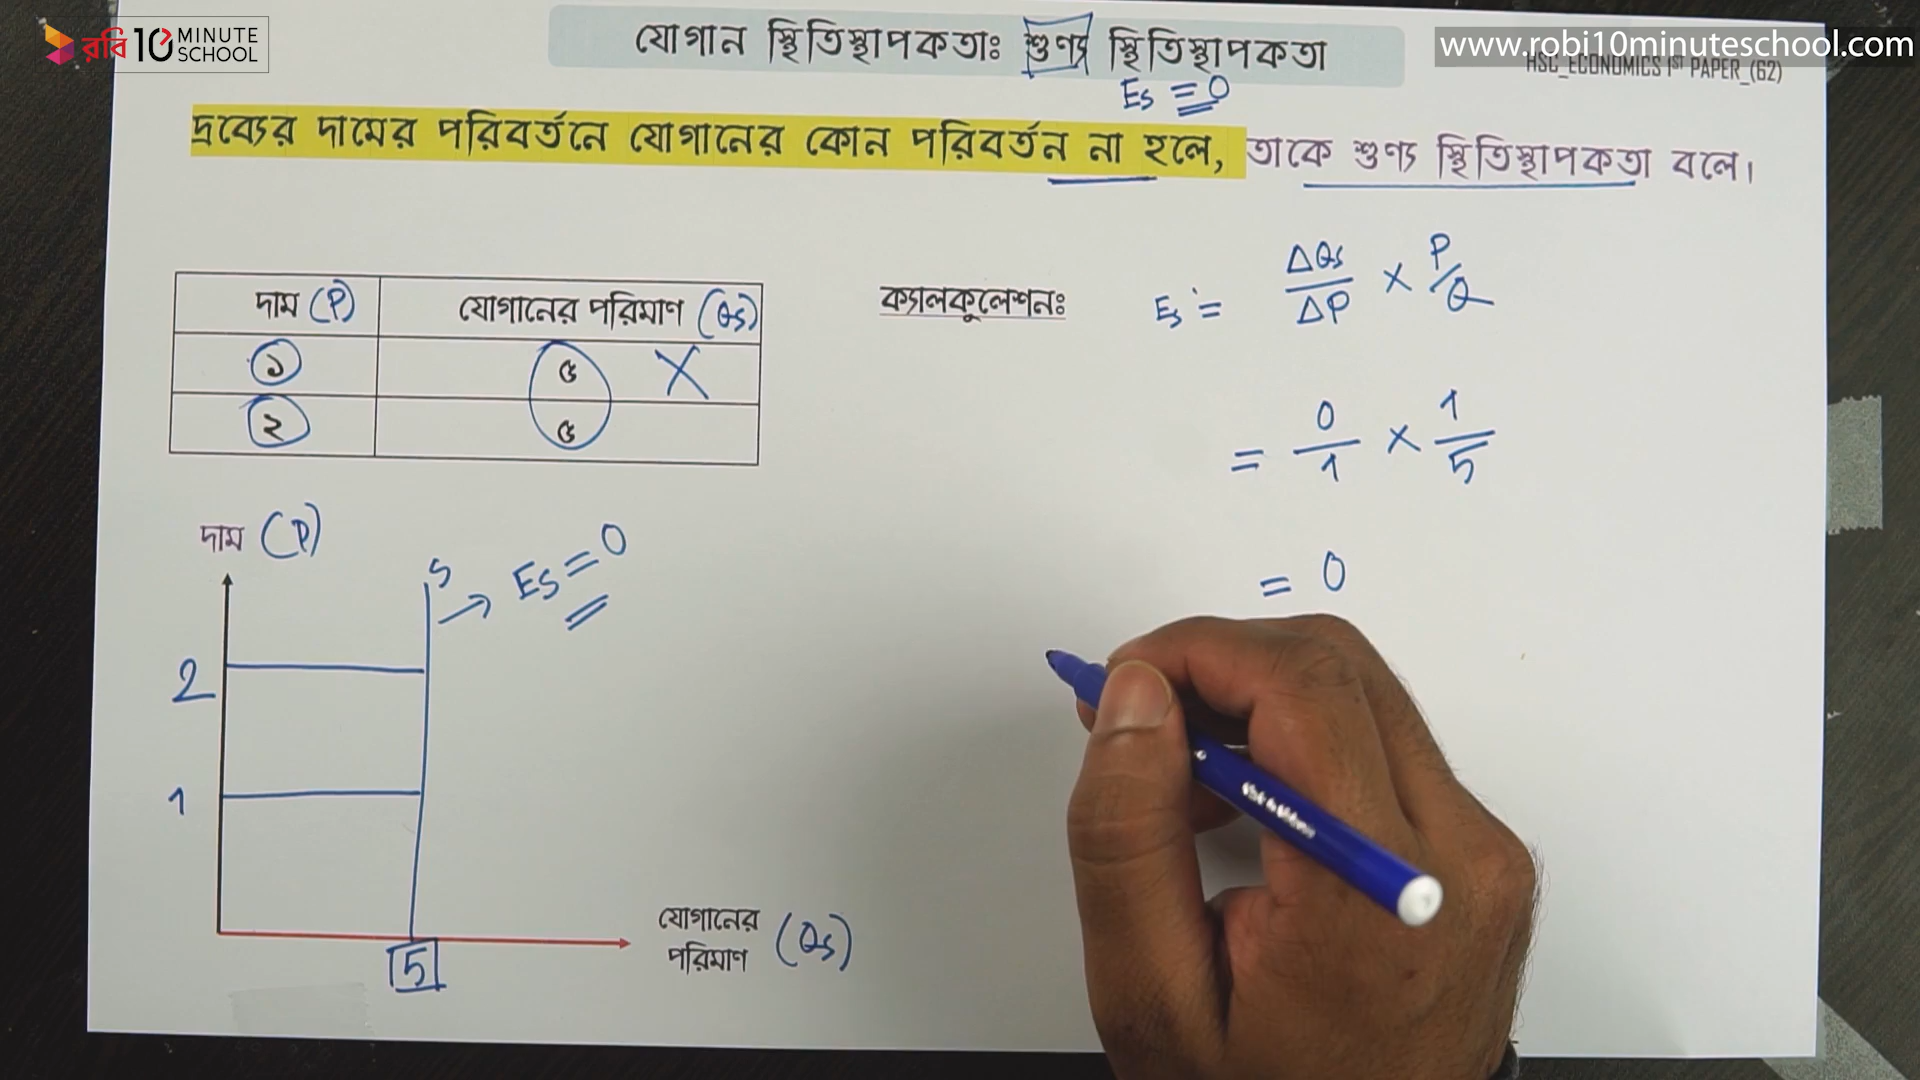 রবি 10 MINUTE SCHOOL
www.robi10minuteschool.com
যোগান স্থিতিস্থাপকতাঃ শুণ্য স্থিতিস্থাপকতা
HSC_ECONOMICS 1ST PAPER_(62)
Es = 0
দ্রব্যের দামের পরিবর্তনে যোগানের কোন পরিবর্তন না হলে, তাকে শুণ্য স্থিতিস্থাপকতা বলে।
দাম (P) যোগানের পরিমাণ (Qs)
১ ৫ X
২ ৫
ক্যালকুলেশনঃ Es = ΔQs/ΔP × P/Q
= 0/1 × 1/5
= 0
দাম (P)
S → Es = 0
2
1
5
যোগানের
পরিমাণ (Qs)